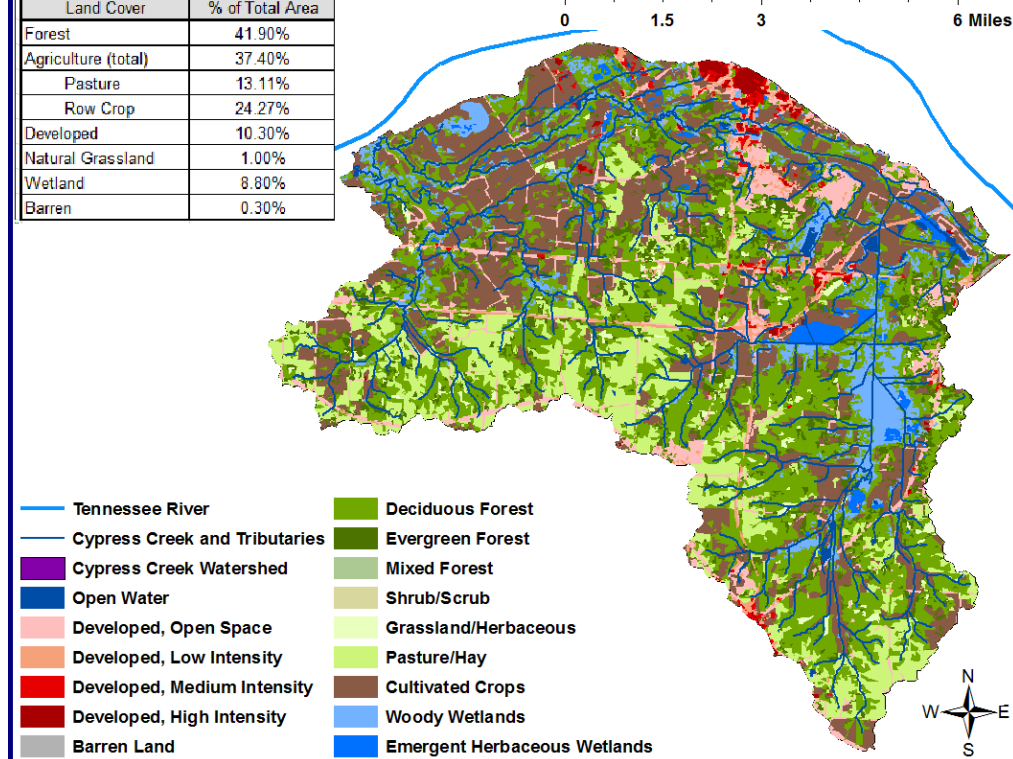 Land Cover % of Total Area
Forest 41.90%
Agriculture (total) 37.40%
Pasture 13.11%
Row Crop 24.27%
Developed 10.30%
Natural Grassland 1.00%
Wetland 8.80%
Barren 0.30%
0 1.5 3 6 Miles
Tennessee River
Cypress Creek and Tributaries
Cypress Creek Watershed
Open Water
Developed, Open Space
Developed, Low Intensity
Developed, Medium Intensity
Developed, High Intensity
Barren Land
Deciduous Forest
Evergreen Forest
Mixed Forest
Shrub/Scrub
Grassland/Herbaceous
Pasture/Hay
Cultivated Crops
Woody Wetlands
Emergent Herbaceous Wetlands
N
W E
S